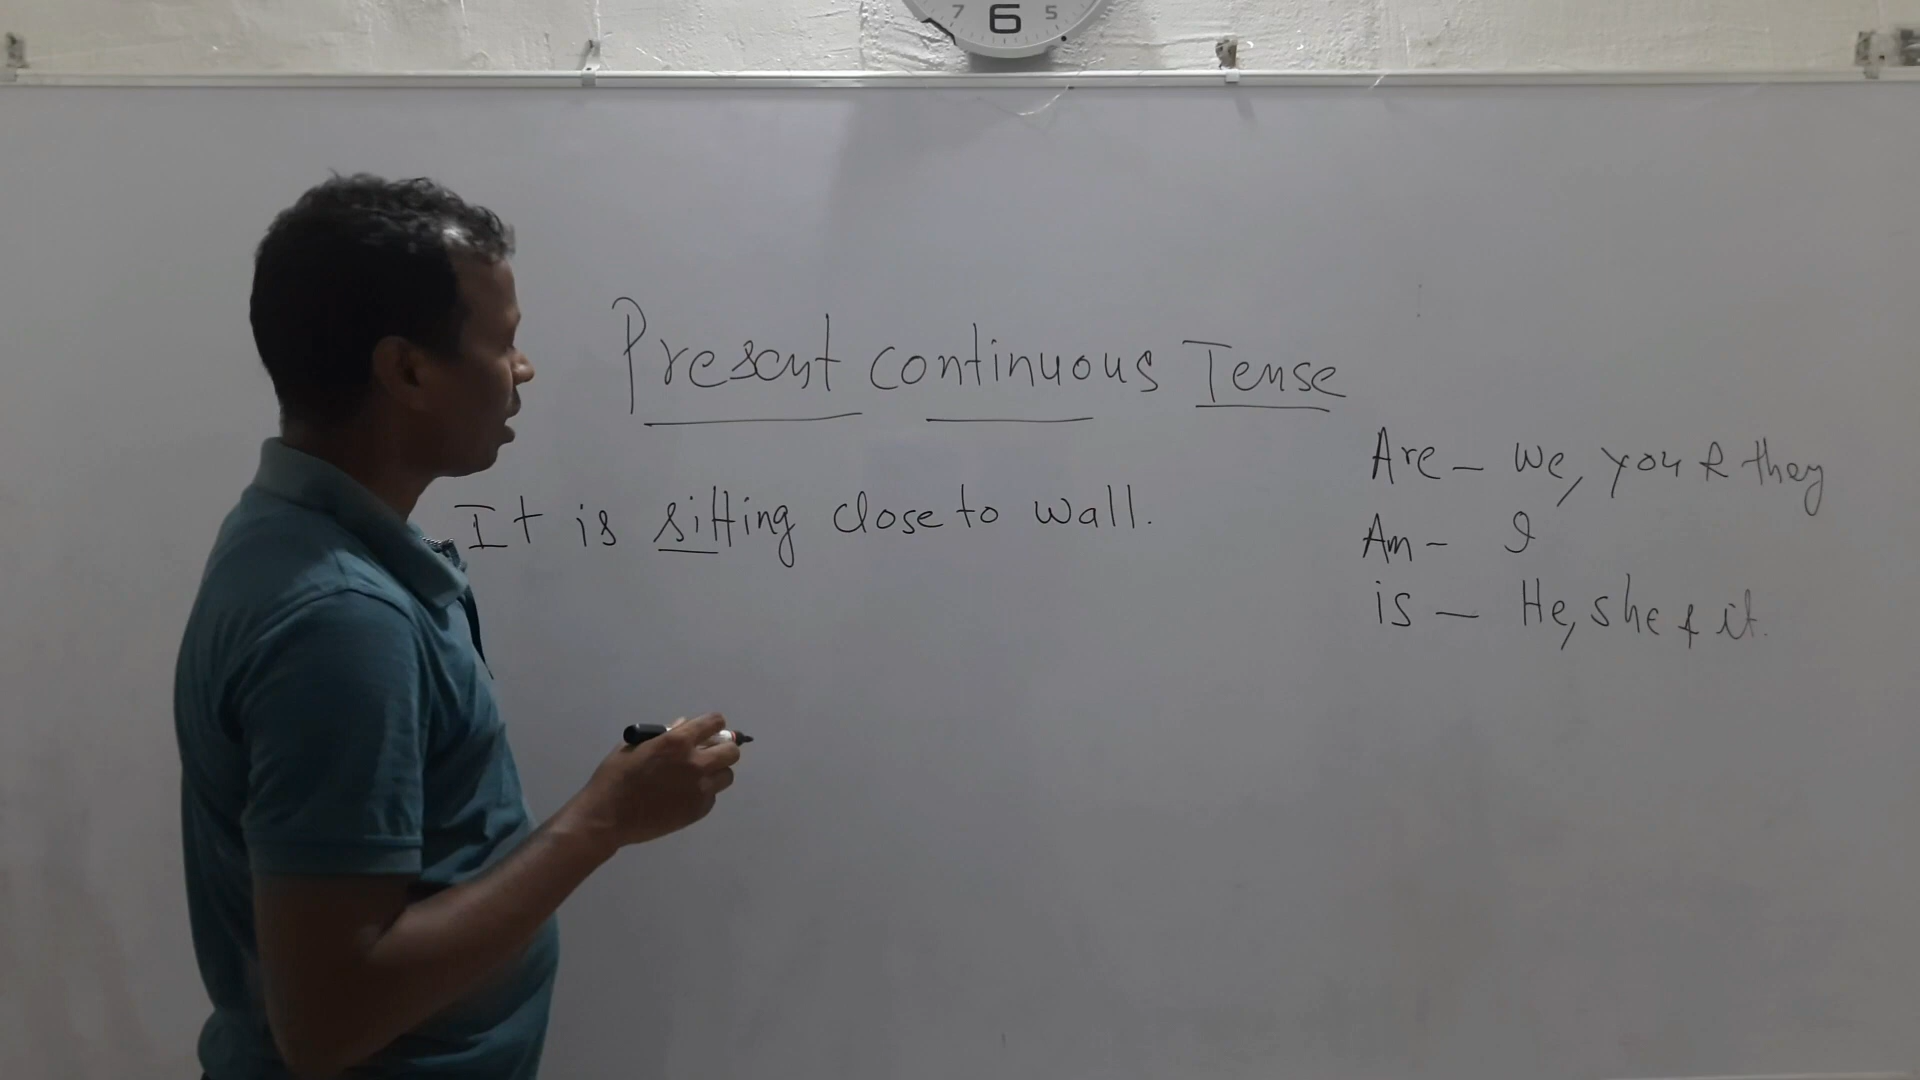 7 6 5
Present continuous Tense
It is sitting close to wall.
Are - We, you & they
Am - I
is - He, she & it.